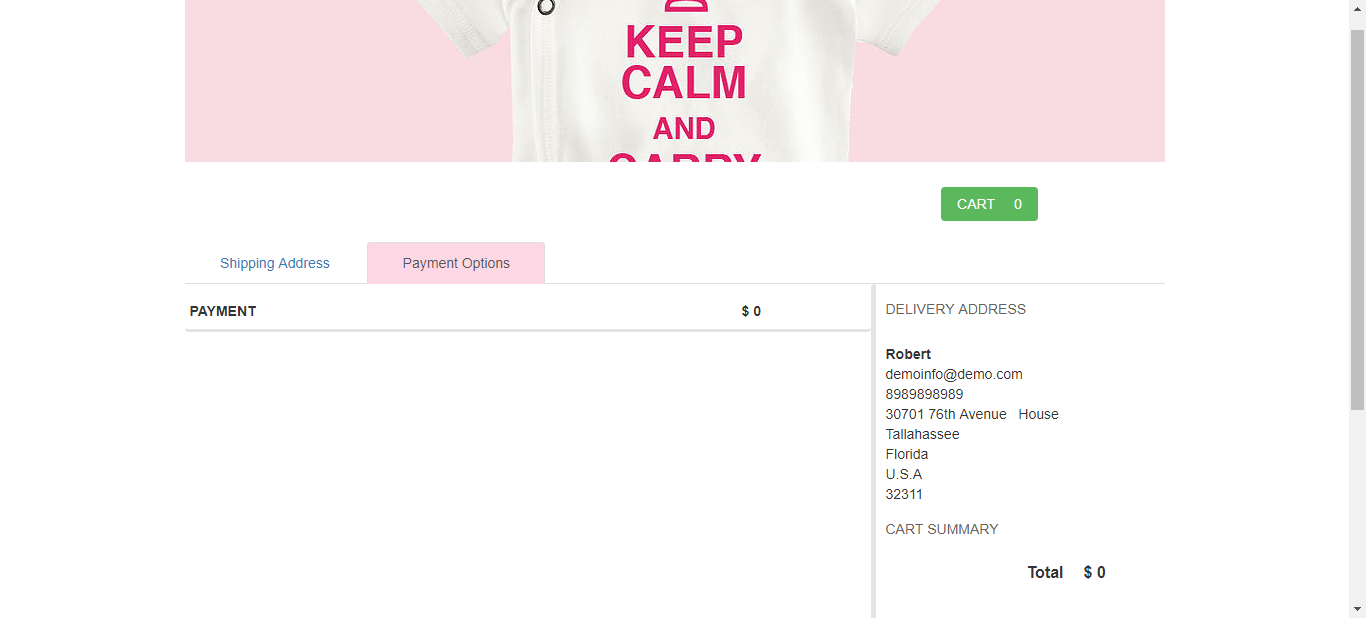 KEEP
CALM
AND
CARRY
CART 0
Shipping Address Payment Options
PAYMENT $ 0
DELIVERY ADDRESS
Robert
demoinfo@demo.com
8989898989
30701 76th Avenue House
Tallahassee
Florida
U.S.A
32311
CART SUMMARY
Total $ 0